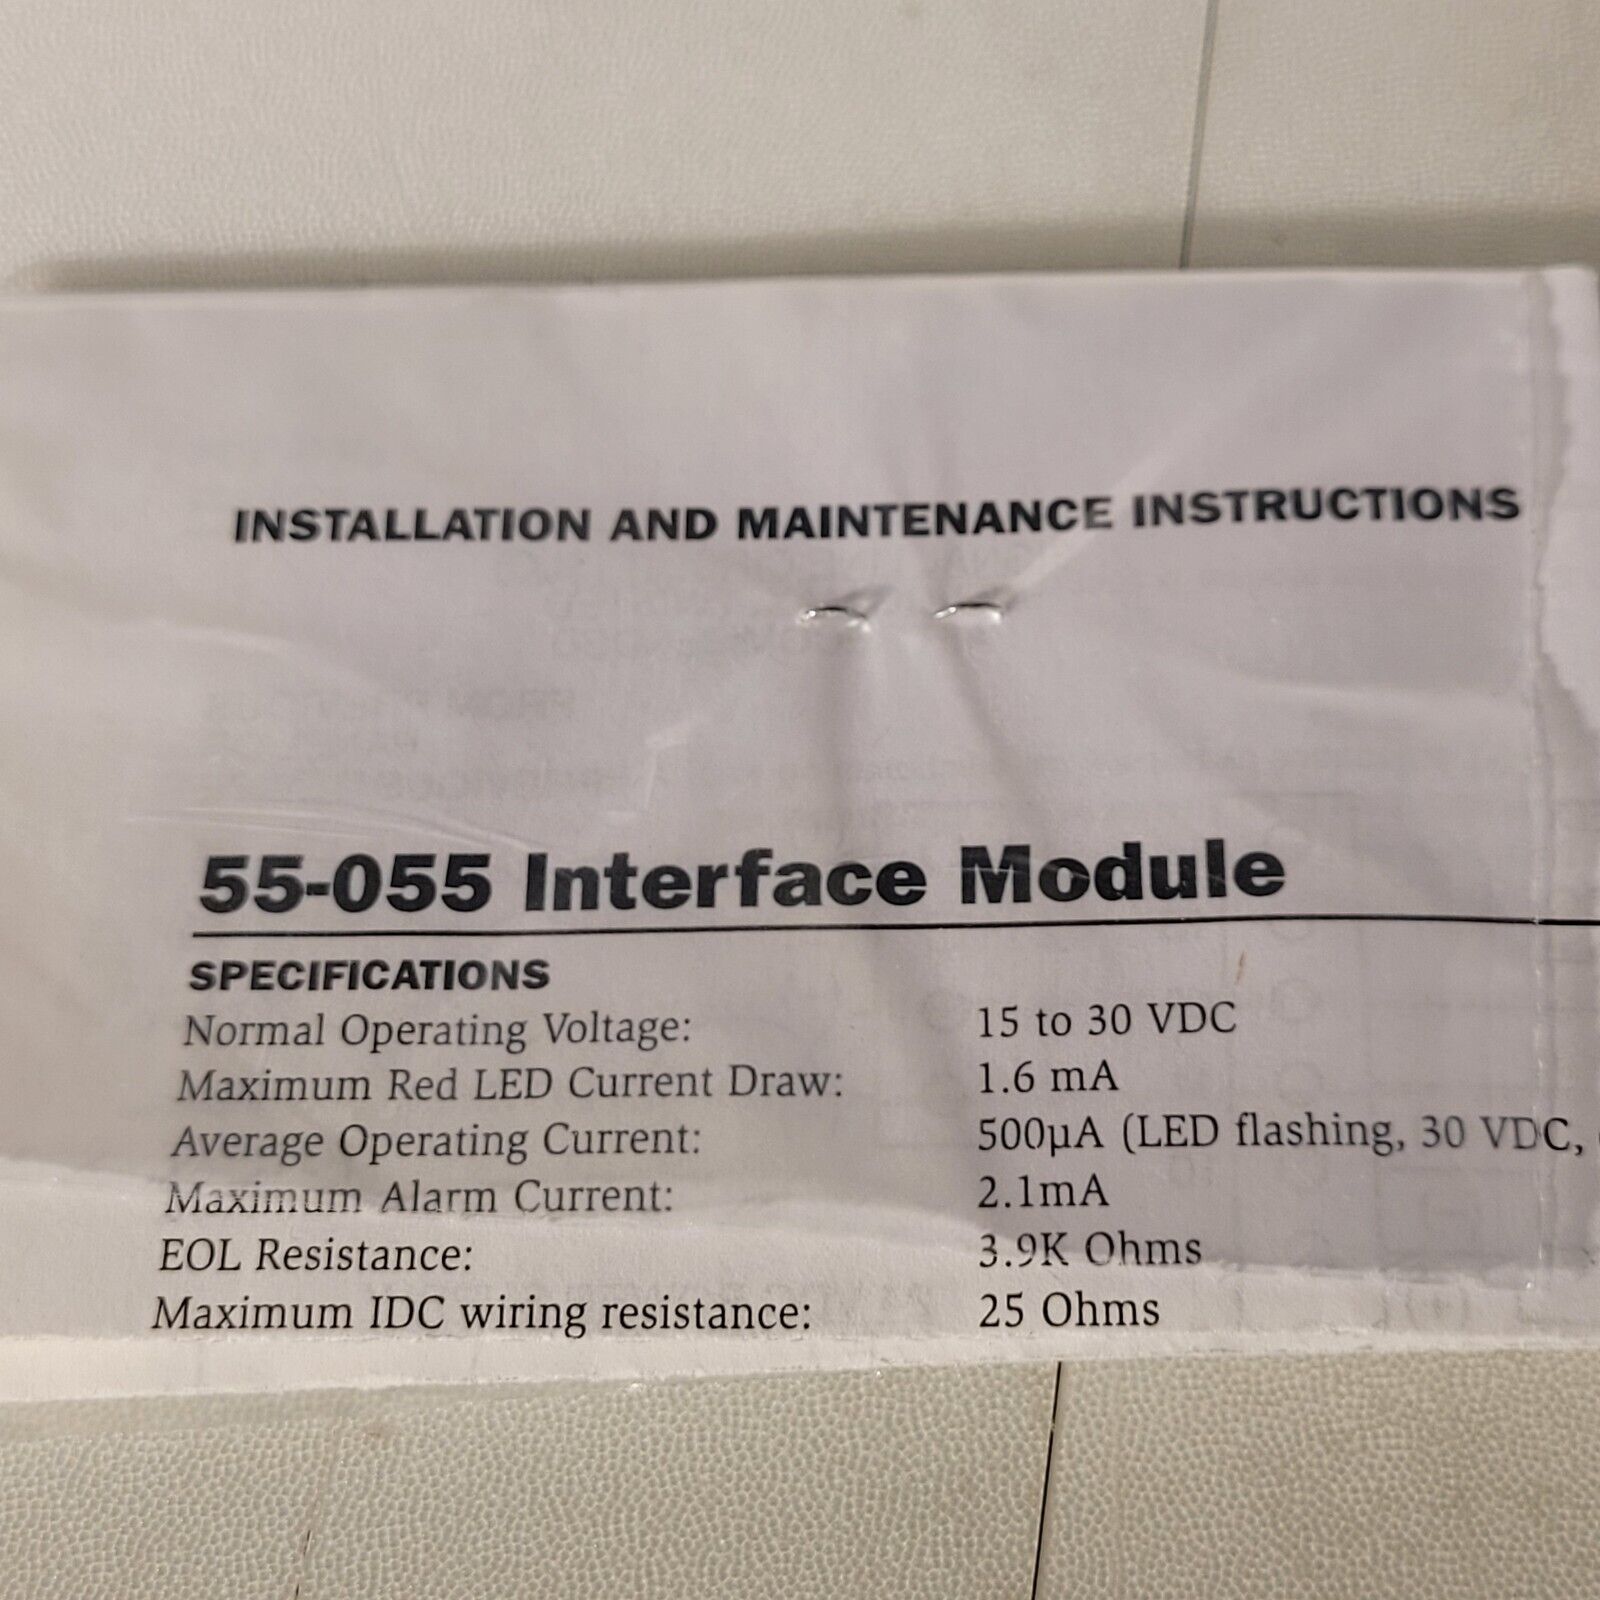 INSTALLATION AND MAINTENANCE INSTRUCTIONS
55-055 Interface Module
SPECIFICATIONS
Normal Operating Voltage: 15 to 30 VDC
Maximum Red LED Current Draw: 1.6 mA
Average Operating Current: 500µA (LED flashing, 30 VDC,
Maximum Alarm Current: 2.1mA
EOL Resistance: 3.9K Ohms
Maximum IDC wiring resistance: 25 Ohms